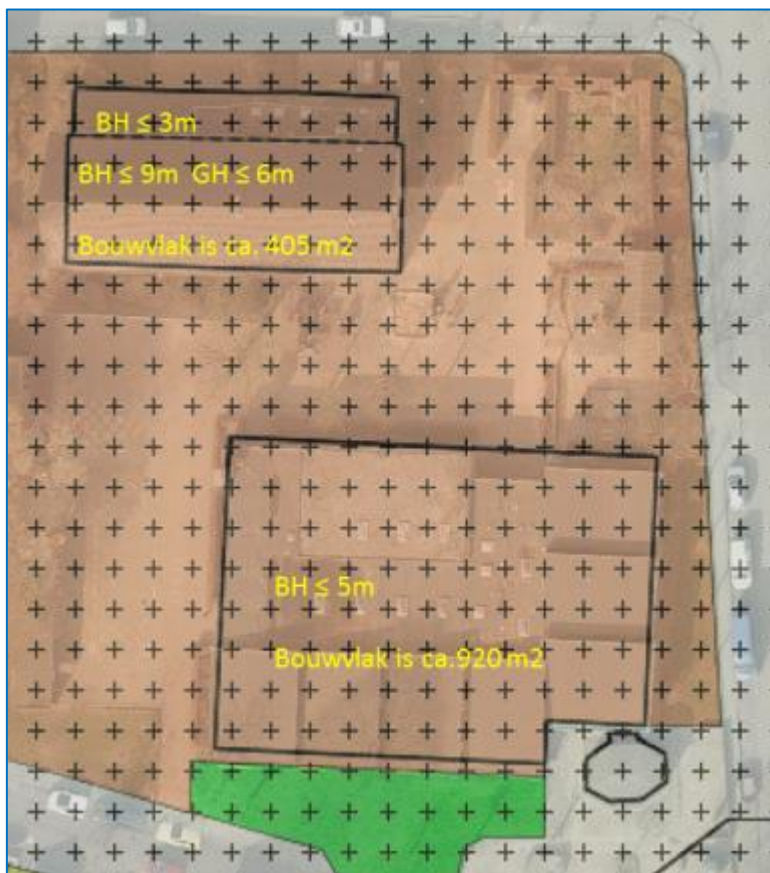 BH ≤ 3m
BH ≤ 9m GH ≤ 6m
Bouwvlak is ca. 405 m2
BH ≤ 5m
Bouwvlak is ca.920 m2